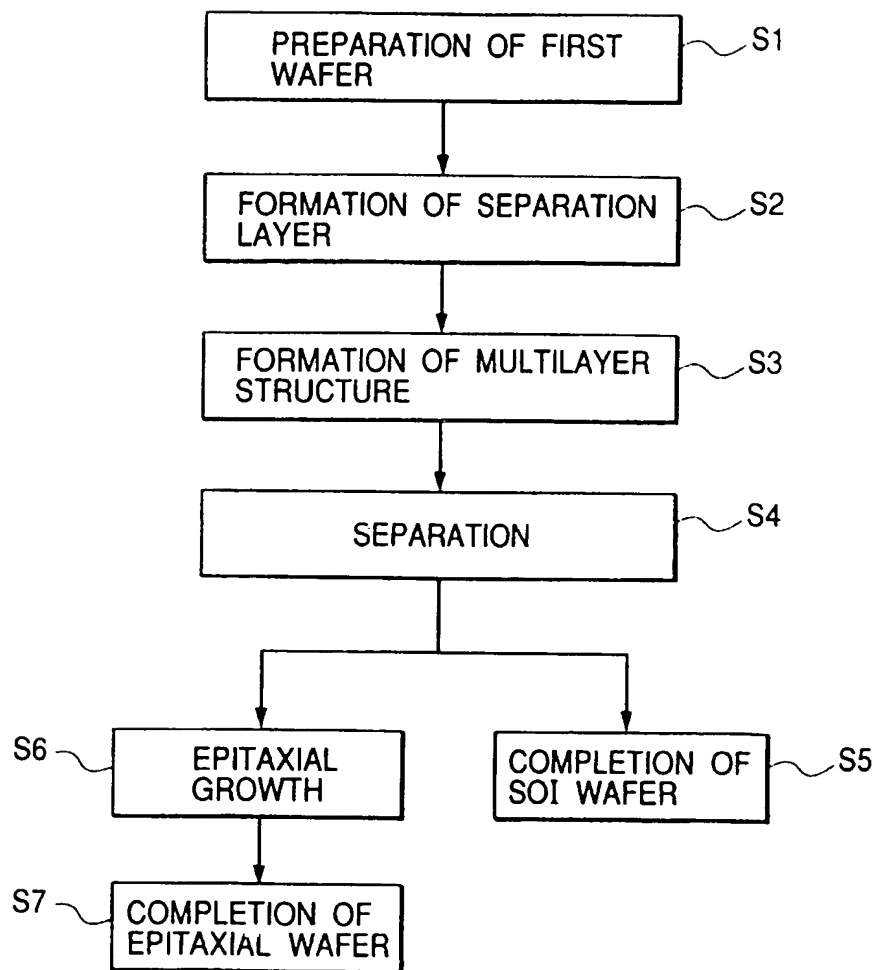 PREPARATION OF FIRST
WAFER
S1
FORMATION OF SEPARATION
LAYER
S2
FORMATION OF MULTILAYER
STRUCTURE
S3
SEPARATION
S4
S6
EPITAXIAL
GROWTH
COMPLETION OF
SOI WAFER
S5
S7
COMPLETION OF
EPITAXIAL WAFER